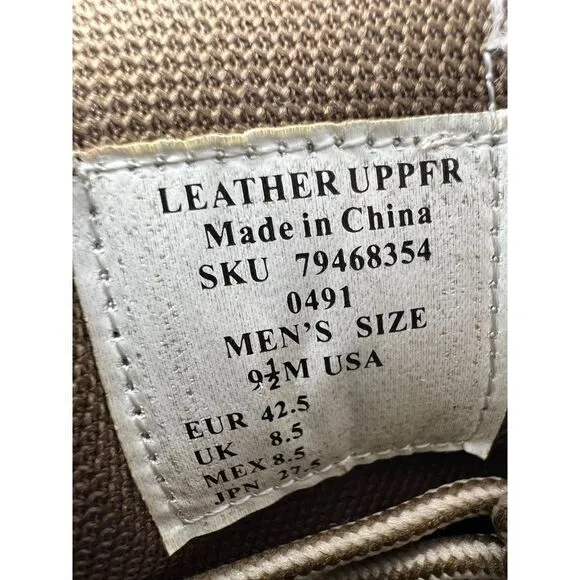 LEATHER UPPFR
Made in China
SKU 79468354
0491
MEN'S SIZE
9½M USA
EUR 42.5
UK 8.5
MEX 8.5
JPN 27.5